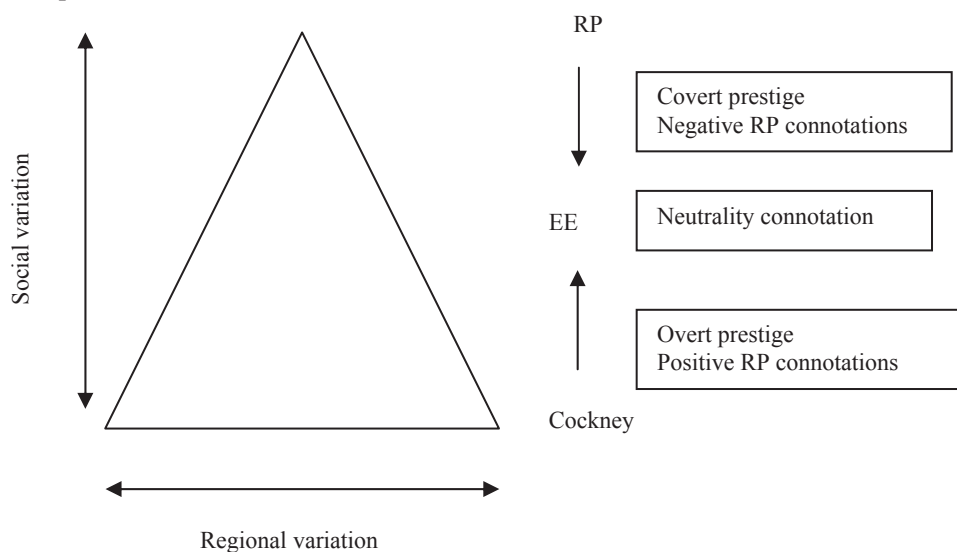 RP
Covert prestige
Negative RP connotations
Social variation
EE
Neutrality connotation
Overt prestige
Positive RP connotations
Cockney
Regional variation